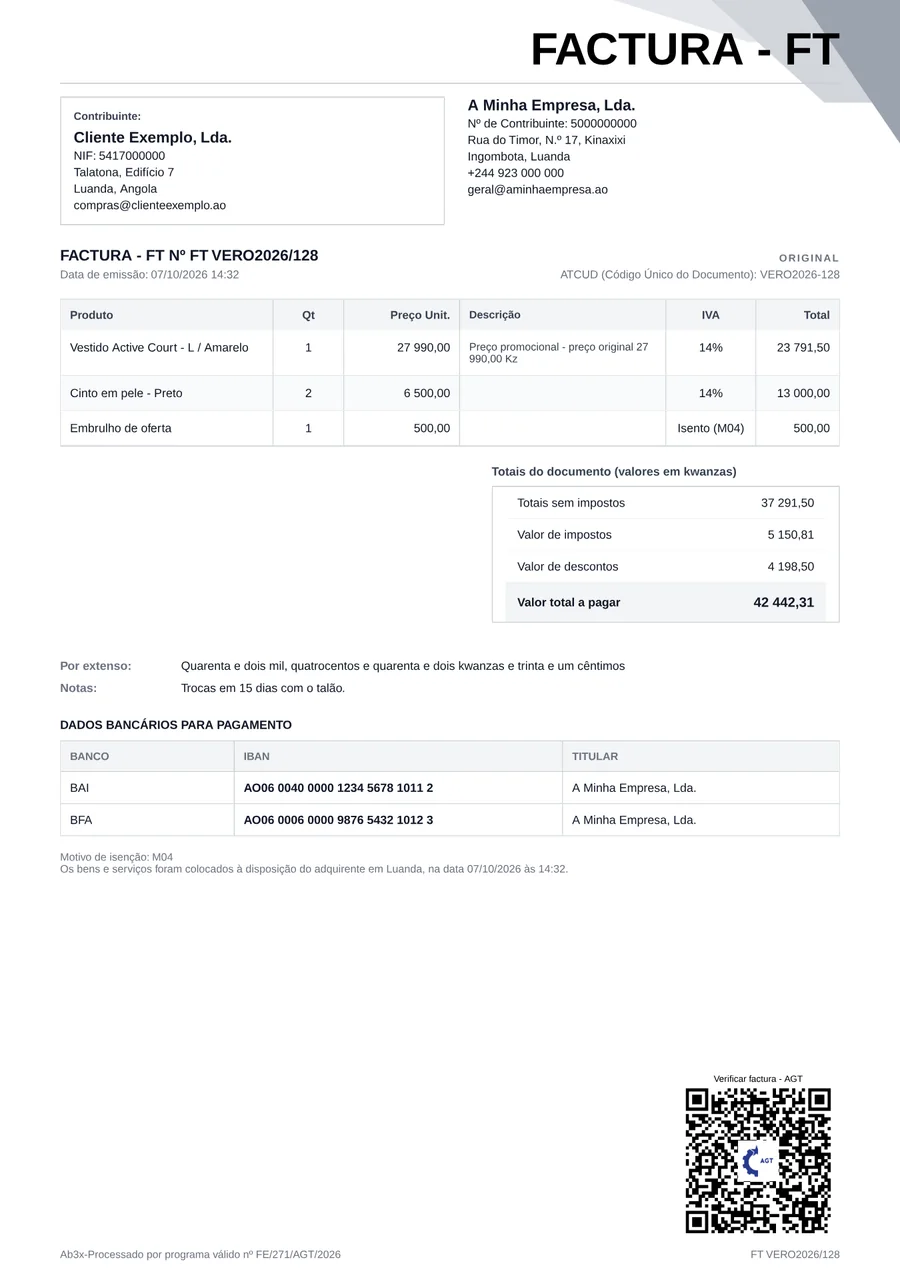 FACTURA - FT
Contribuinte:
Cliente Exemplo, Lda.
NIF: 5417000000
Talatona, Edifício 7
Luanda, Angola
compras@clienteexemplo.ao
A Minha Empresa, Lda.
Nº de Contribuinte: 5000000000
Rua do Timor, N.º 17, Kinaxixi
Ingombota, Luanda
+244 923 000 000
geral@aminhaempresa.ao
FACTURA - FT Nº FT VERO2026/128
ORIGINAL
Data de emissão: 07/10/2026 14:32
ATCUD (Código Único do Documento): VERO2026-128
Produto Qt Preço Unit. Descrição IVA Total
Vestido Active Court - L / Amarelo 1 27 990,00 Preço promocional - preço original 27 14% 23 791,50
990,00 Kz
Cinto em pele - Preto 2 6 500,00 14% 13 000,00
Embrulho de oferta 1 500,00 Isento (M04) 500,00
Totais do documento (valores em kwanzas)
Totais sem impostos 37 291,50
Valor de impostos 5 150,81
Valor de descontos 4 198,50
Valor total a pagar 42 442,31
Por extenso: Quarenta e dois mil, quatrocentos e quarenta e dois kwanzas e trinta e um cêntimos
Notas: Trocas em 15 dias com o talão.
DADOS BANCÁRIOS PARA PAGAMENTO
BANCO IBAN TITULAR
BAI AO06 0040 0000 1234 5678 1011 2 A Minha Empresa, Lda.
BFA AO06 0006 0000 9876 5432 1012 3 A Minha Empresa, Lda.
Motivo de isenção: M04
Os bens e serviços foram colocados à disposição do adquirente em Luanda, na data 07/10/2026 às 14:32.
Verificar factura - AGT
AGT
Ab3x-Processado por programa válido nº FE/271/AGT/2026
FT VERO2026/128